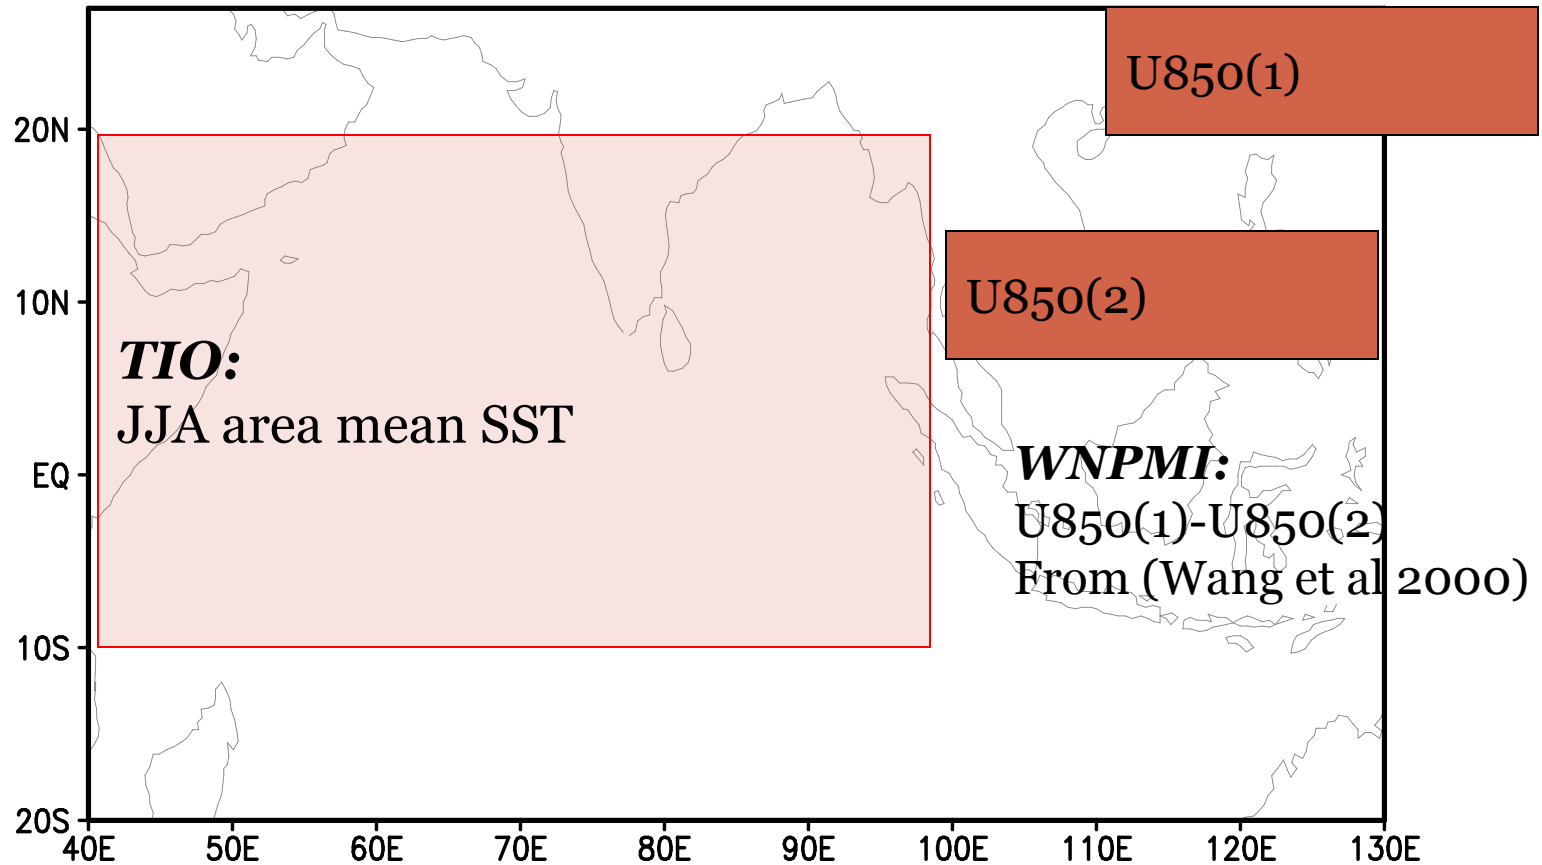 U850(1)
20N
U850(2)
10N
TIO:
JJA area mean SST
WNPMI:
EQ
U850(1)-U850(2)
From (Wang et al 2000)
10S
20S
40E 50E 60E 70E 80E 90E 100E 110E 120E 130E